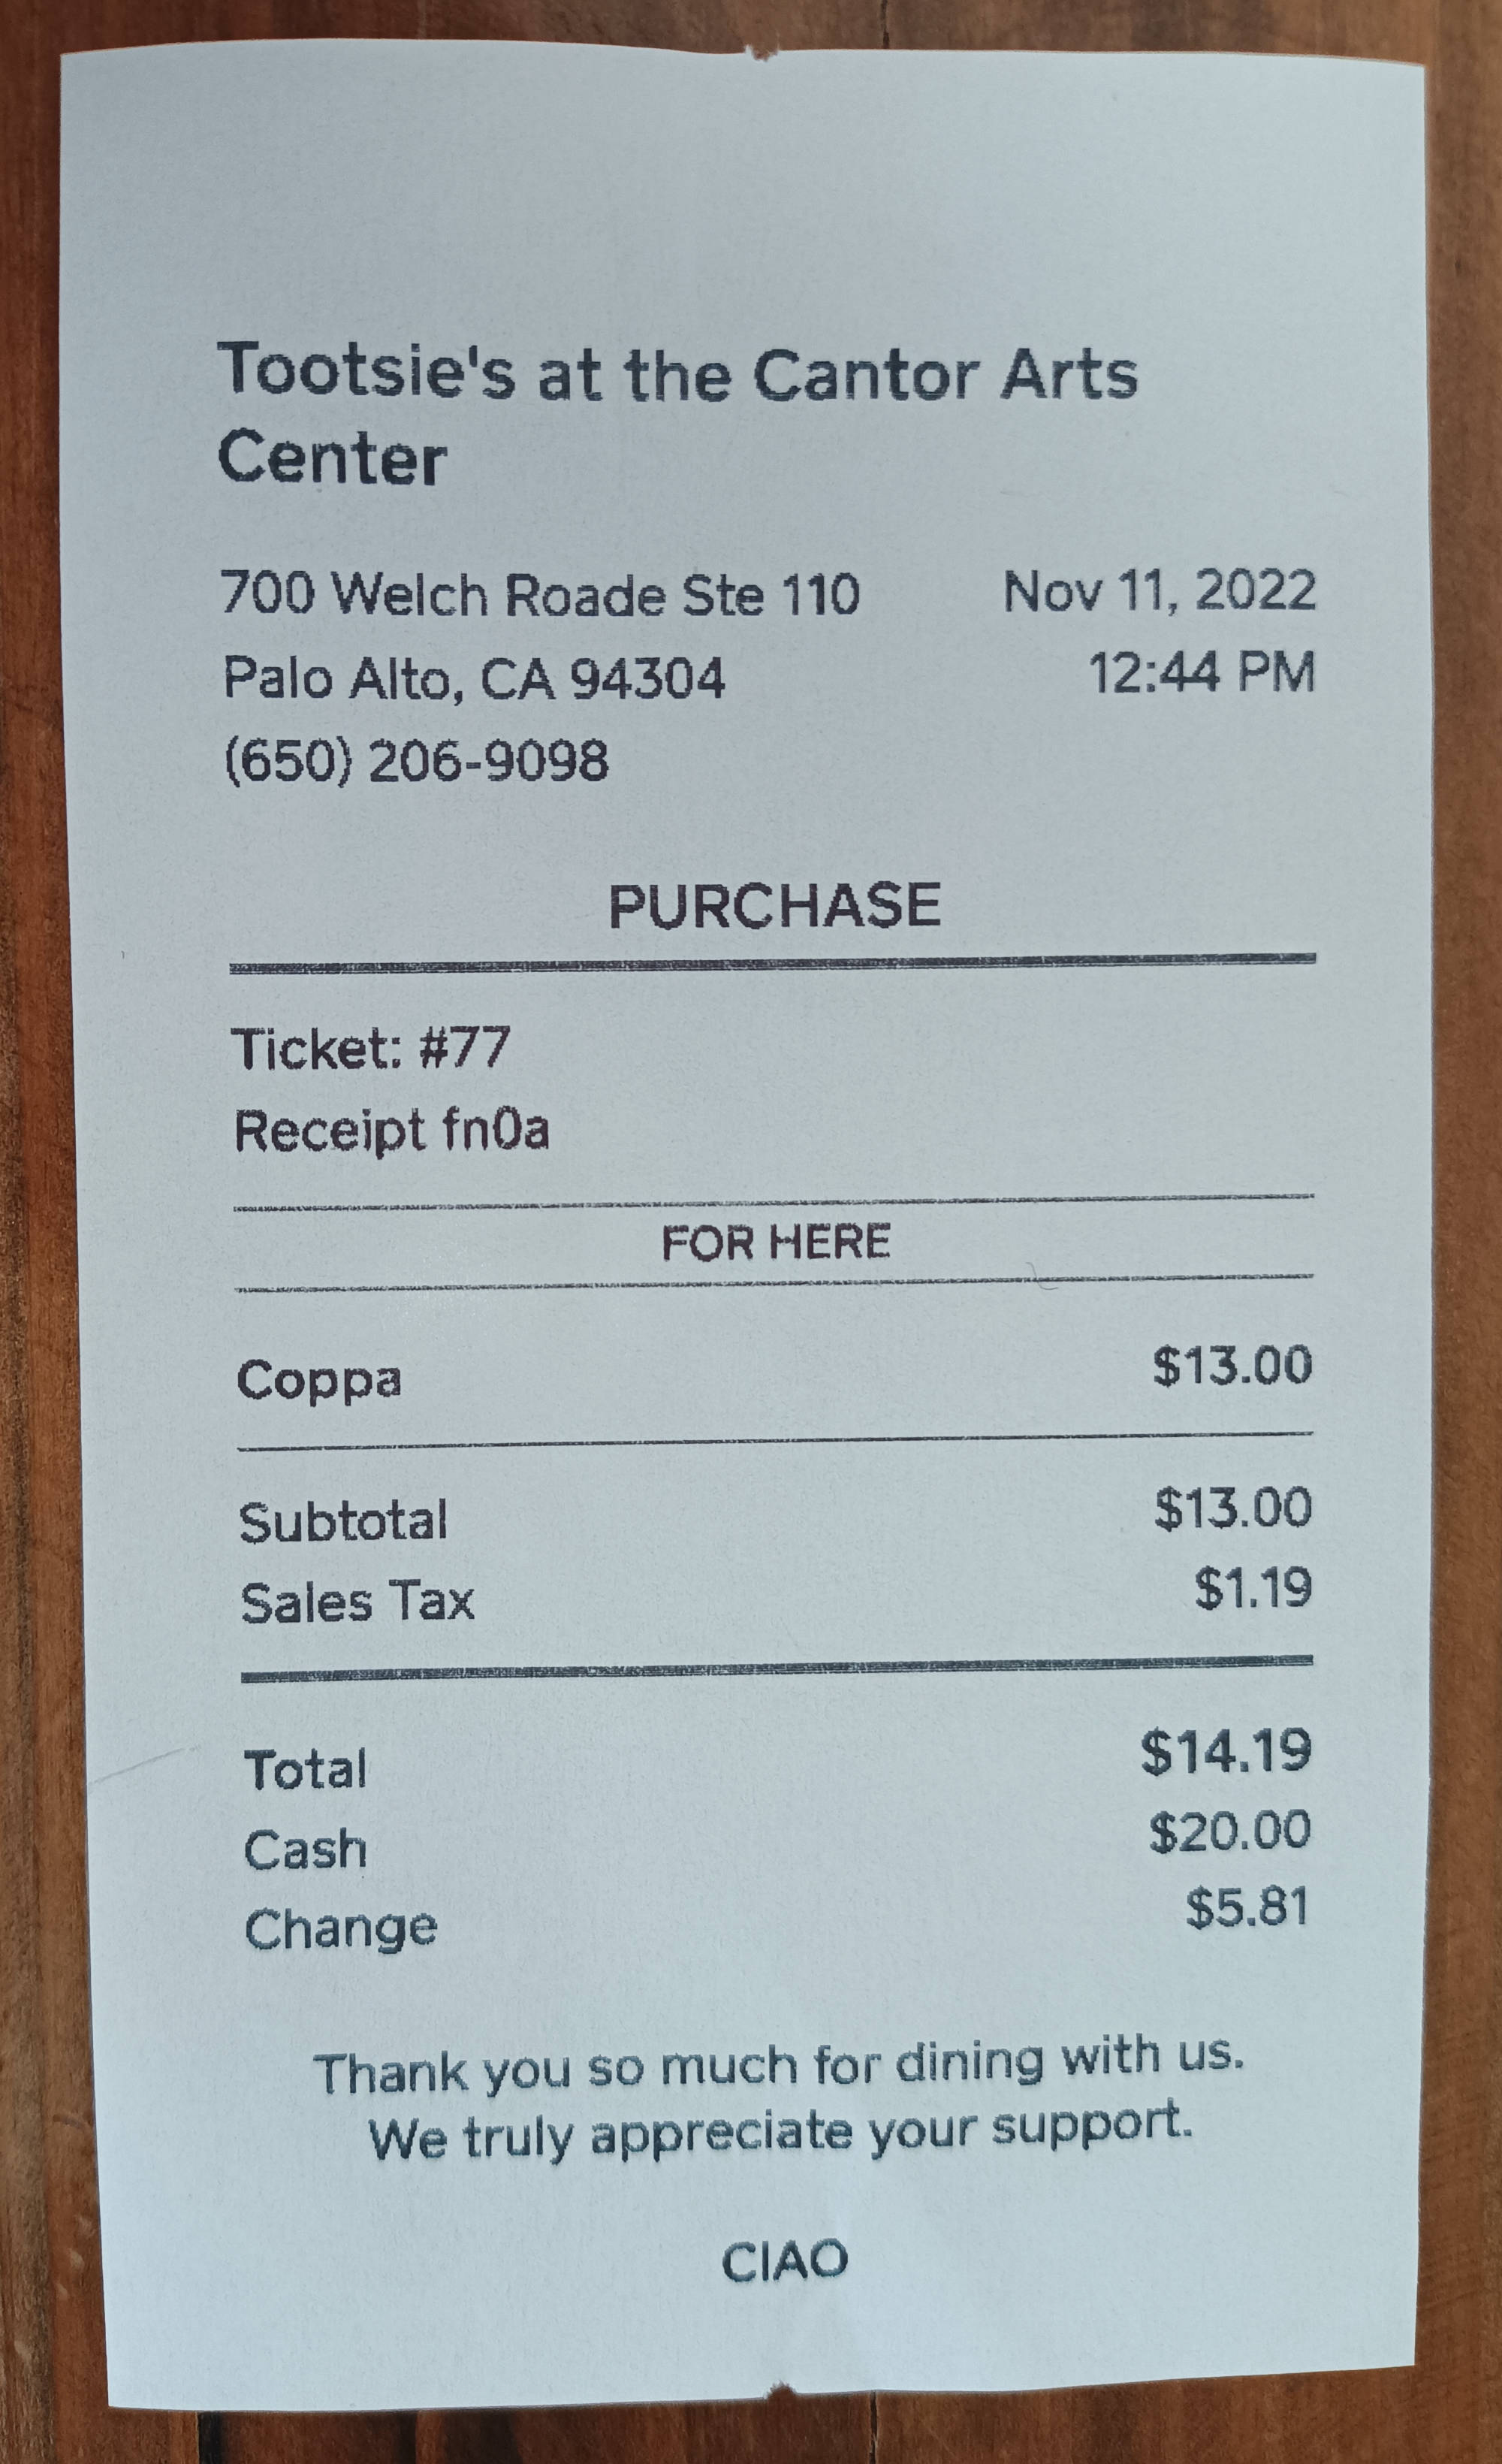 Tootsie's at the Cantor Arts
Center
700 Welch Roade Ste 110
Palo Alto, CA 94304
(650) 206-9098
Nov 11, 2022
12:44 PM
PURCHASE
Ticket: #77
Receipt fn0a
FOR HERE
Coppa $13.00
Subtotal $13.00
Sales Tax $1.19
Total $14.19
Cash $20.00
Change $5.81
Thank you so much for dining with us.
We truly appreciate your support.
CIAO